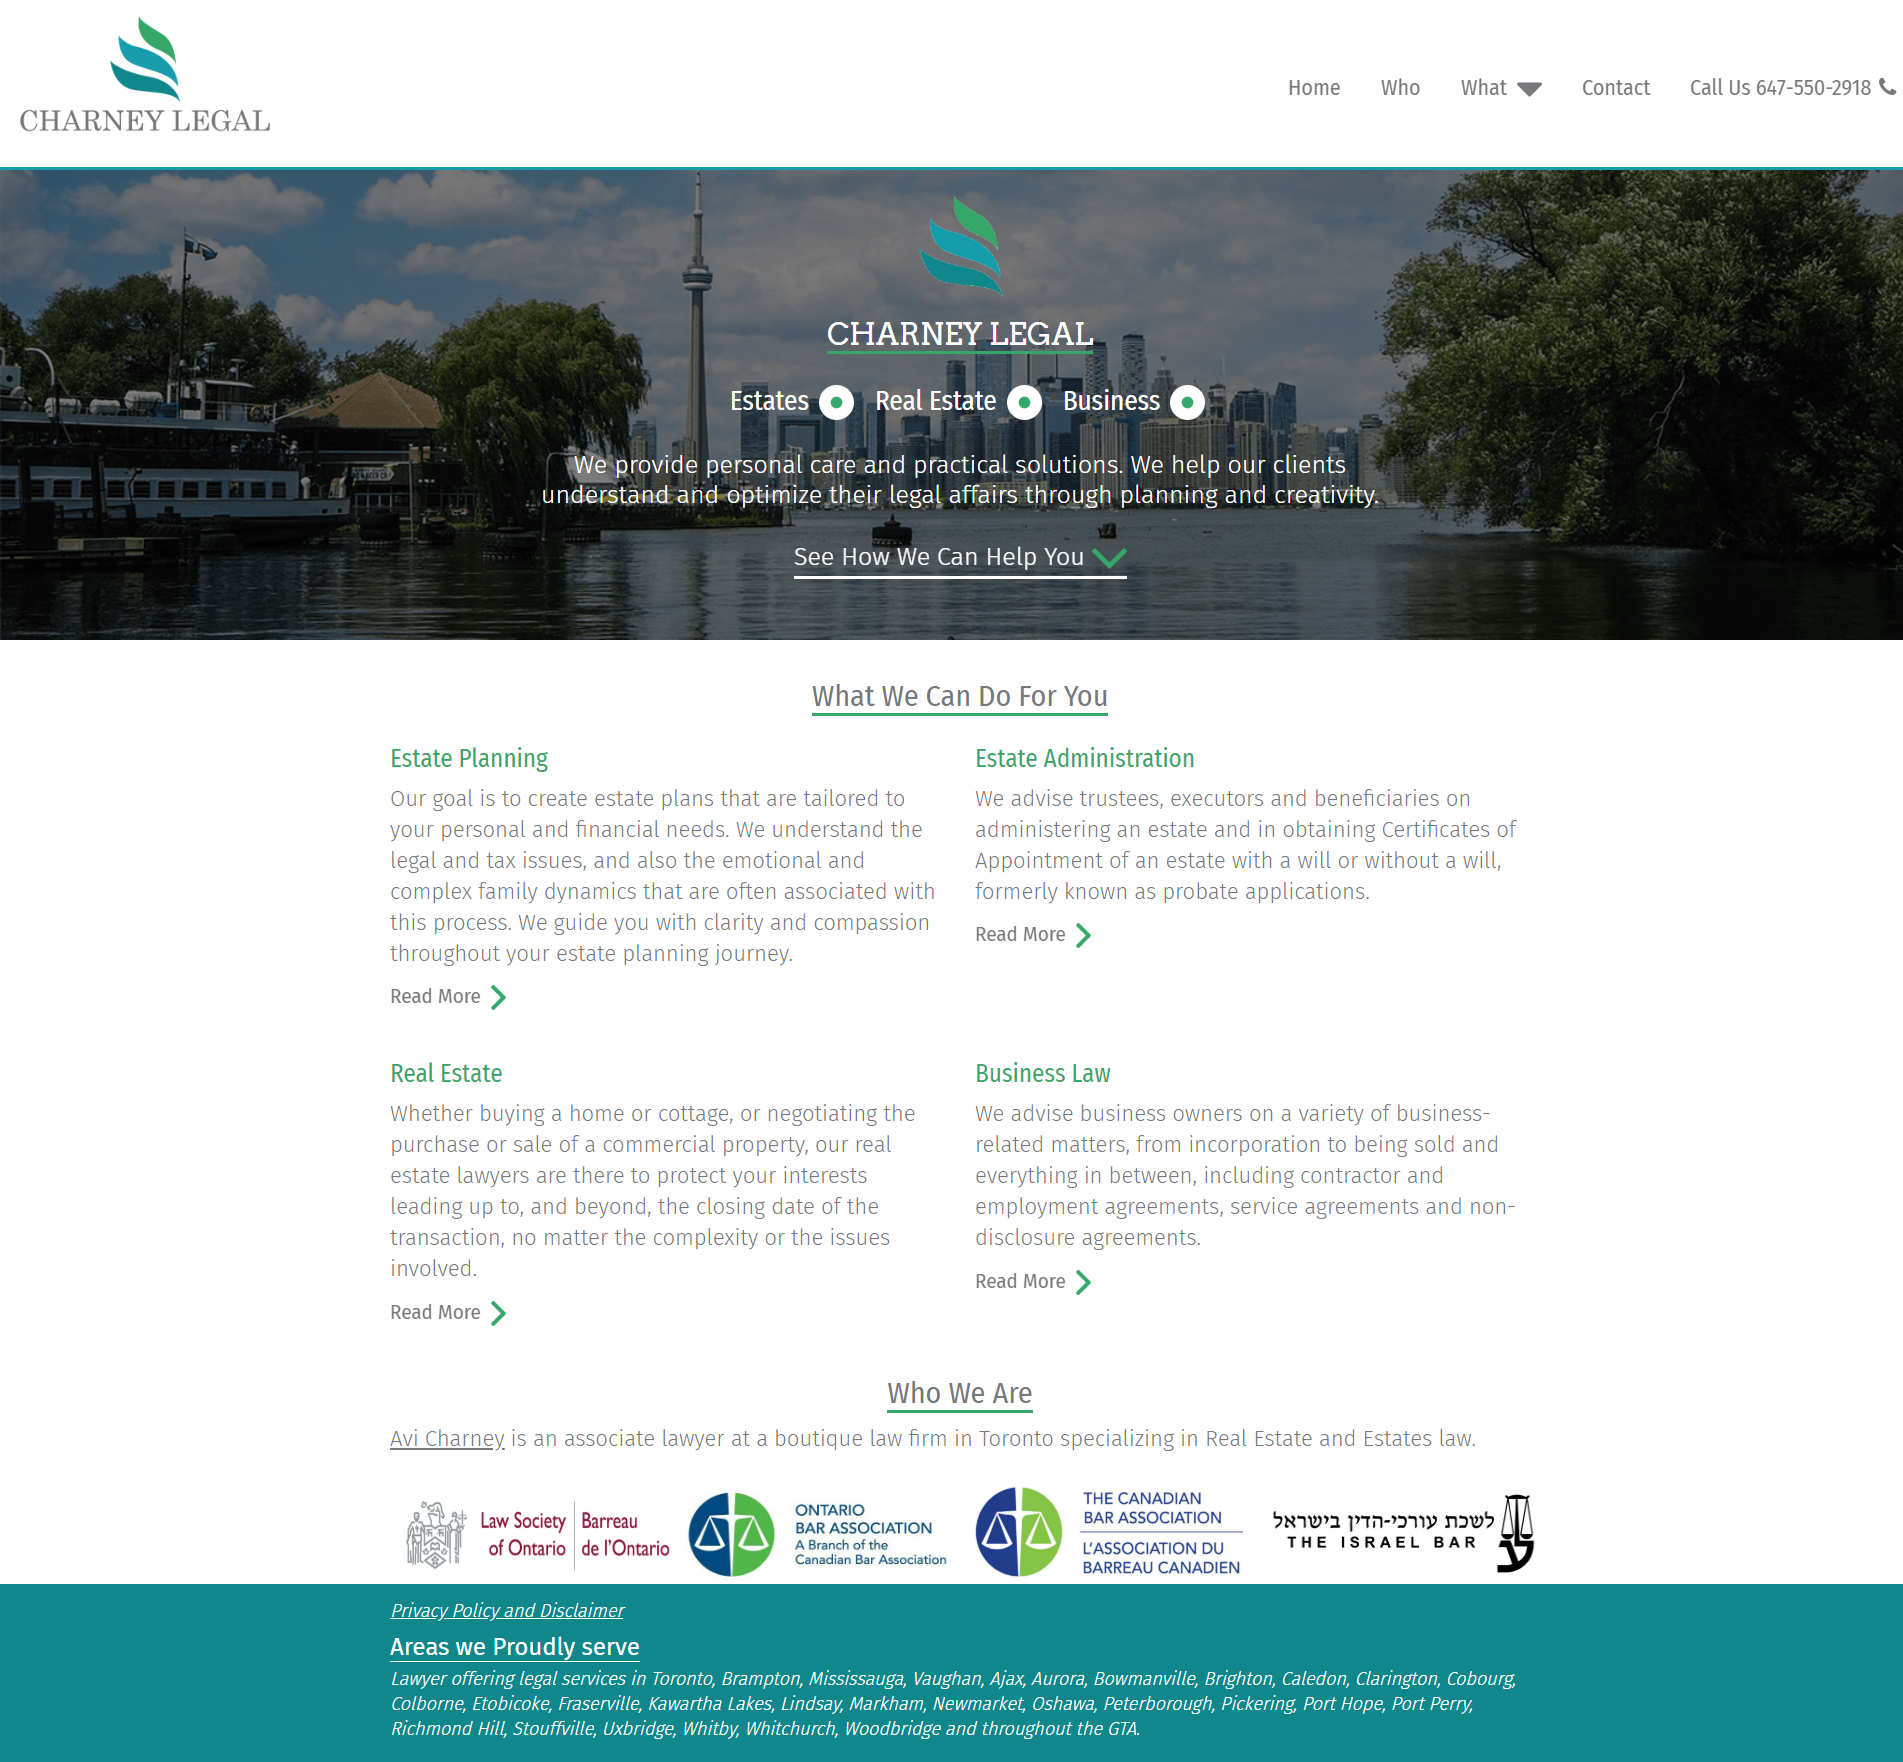 CHARNEY LEGAL
Home Who What Contact Call Us 647-550-2918
CHARNEY LEGAL
Estates Real Estate Business
We provide personal care and practical solutions. We help our clients
understand and optimize their legal affairs through planning and creativity.
See How We Can Help You
What We Can Do For You
Estate Planning
Our goal is to create estate plans that are tailored to
your personal and financial needs. We understand the
legal and tax issues, and also the emotional and
complex family dynamics that are often associated with
this process. We guide you with clarity and compassion
throughout your estate planning journey.
Read More
Estate Administration
We advise trustees, executors and beneficiaries on
administering an estate and in obtaining Certificates of
Appointment of an estate with a will or without a will,
formerly known as probate applications.
Read More
Real Estate
Whether buying a home or cottage, or negotiating the
purchase or sale of a commercial property, our real
estate lawyers are there to protect your interests
leading up to, and beyond, the closing date of the
transaction, no matter the complexity or the issues
involved.
Read More
Business Law
We advise business owners on a variety of business-
related matters, from incorporation to being sold and
everything in between, including contractor and
employment agreements, service agreements and non-
disclosure agreements.
Read More
Who We Are
Avi Charney is an associate lawyer at a boutique law firm in Toronto specializing in Real Estate and Estates law.
Law Society
of Ontario
Barreau
de l'Ontario
ONTARIO
BAR ASSOCIATION
A Branch of the
Canadian Bar Association
THE CANADIAN
BAR ASSOCIATION
L'ASSOCIATION DU
BARREAU CANADIEN
לשכת עורכי-הדין בישראל
THE ISRAEL BAR
Privacy Policy and Disclaimer
Areas we Proudly serve
Lawyer offering legal services in Toronto, Brampton, Mississauga, Vaughan, Ajax, Aurora, Bowmanville, Brighton, Caledon, Clarington, Cobourg,
Colborne, Etobicoke, Fraserville, Kawartha Lakes, Lindsay, Markham, Newmarket, Oshawa, Peterborough, Pickering, Port Hope, Port Perry,
Richmond Hill, Stouffville, Uxbridge, Whitby, Whitchurch, Woodbridge and throughout the GTA.